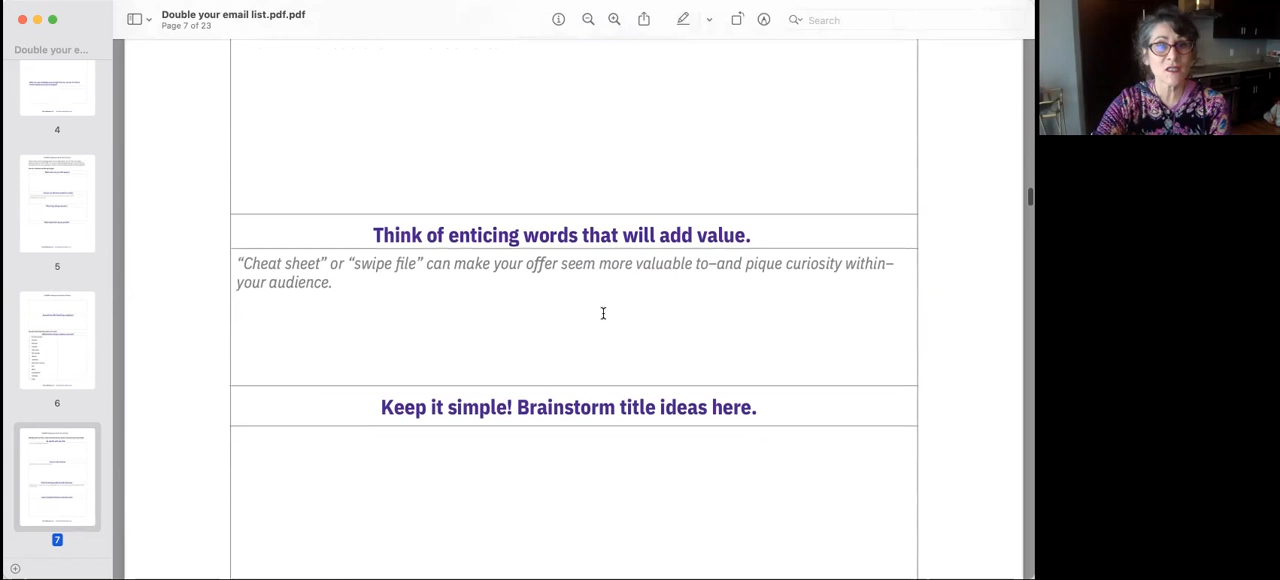 Double your email list.pdf.pdf
Page 7 of 23
Search
Double your e...
4
5
6
7
Think of enticing words that will add value.
“Cheat sheet” or “swipe file” can make your offer seem more valuable to–and pique curiosity within–
your audience.
Keep it simple! Brainstorm title ideas here.